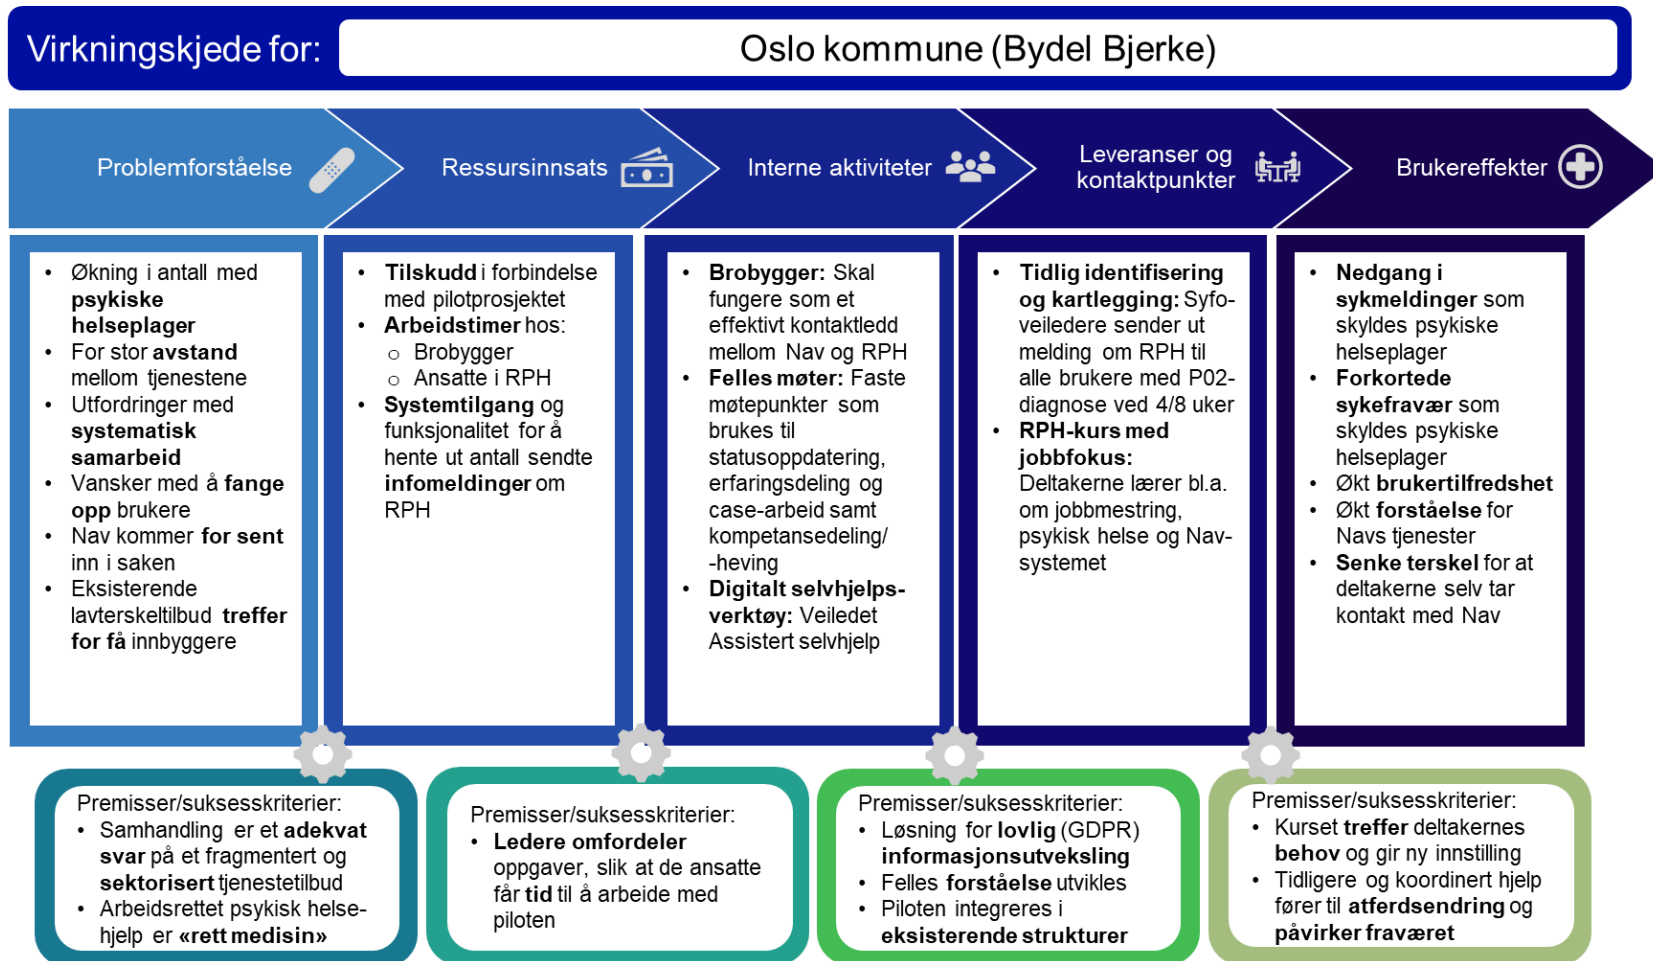 Virkningskjede for:
Oslo kommune (Bydel Bjerke)
Problemforståelse
Ressursinnsats
Interne aktiviteter
Leveranser og
kontaktpunkter
Brukereffekter
• Økning i antall med
psykiske
helseplager
• For stor avstand
mellom tjenestene
• Utfordringer med
systematisk
samarbeid
• Vansker med å fange
opp brukere
• Nav kommer for sent
inn i saken
• Eksisterende
lavterskeltilbud treffer
for få innbyggere
• Tilskudd i forbindelse
med pilotprosjektet
• Arbeidstimer hos:
o Brobygger
o Ansatte i RPH
• Systemtilgang og
funksjonalitet for å
hente ut antall sendte
infomeldinger om
RPH
• Brobygger: Skal
fungere som et
effektivt kontaktledd
mellom Nav og RPH
• Felles møter: Faste
møtepunkter som
brukes til
statusoppdatering,
erfaringsdeling og
case-arbeid samt
kompetansedeling/
-heving
• Digitalt selvhjelps-
verktøy: Veiledet
Assistert selvhjelp
• Tidlig identifisering
og kartlegging: Syfo-
veiledere sender ut
melding om RPH til
alle brukere med P02-
diagnose ved 4/8 uker
• RPH-kurs med
jobbfokus:
Deltakerne lærer bl.a.
om jobbmestring,
psykisk helse og Nav-
systemet
• Nedgang i
sykmeldinger som
skyldes psykiske
helseplager
• Forkortede
sykefravær som
skyldes psykiske
helseplager
• Økt brukertilfredshet
• Økt forståelse for
Navs tjenester
• Senke terskel for at
deltakerne selv tar
kontakt med Nav
Premisser/suksesskriterier:
• Samhandling er et adekvat
svar på et fragmentert og
sektorisert tjenestetilbud
• Arbeidsrettet psykisk helse-
hjelp er «rett medisin»
Premisser/suksesskriterier:
• Ledere omfordeler
oppgaver, slik at de ansatte
får tid til å arbeide med
piloten
Premisser/suksesskriterier:
• Løsning for lovlig (GDPR)
informasjonsutveksling
• Felles forståelse utvikles
• Piloten integreres i
eksisterende strukturer
Premisser/suksesskriterier:
• Kurset treffer deltakernes
behov og gir ny innstilling
• Tidligere og koordinert hjelp
fører til atferdsendring og
påvirker fraværet